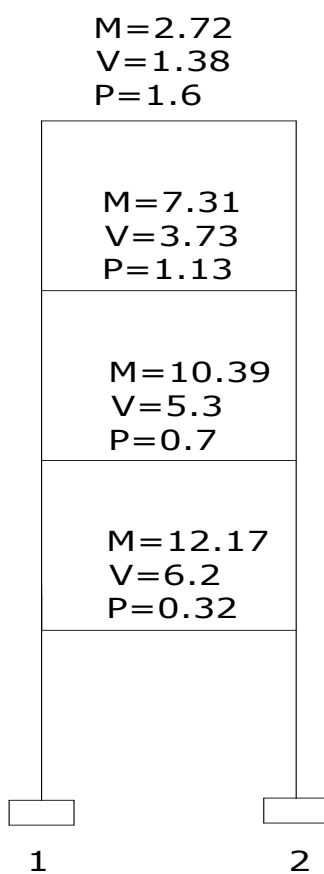 M=2.72
V=1.38
P=1.6
M=7.31
V=3.73
P=1.13
M=10.39
V=5.3
P=0.7
M=12.17
V=6.2
P=0.32
1 2